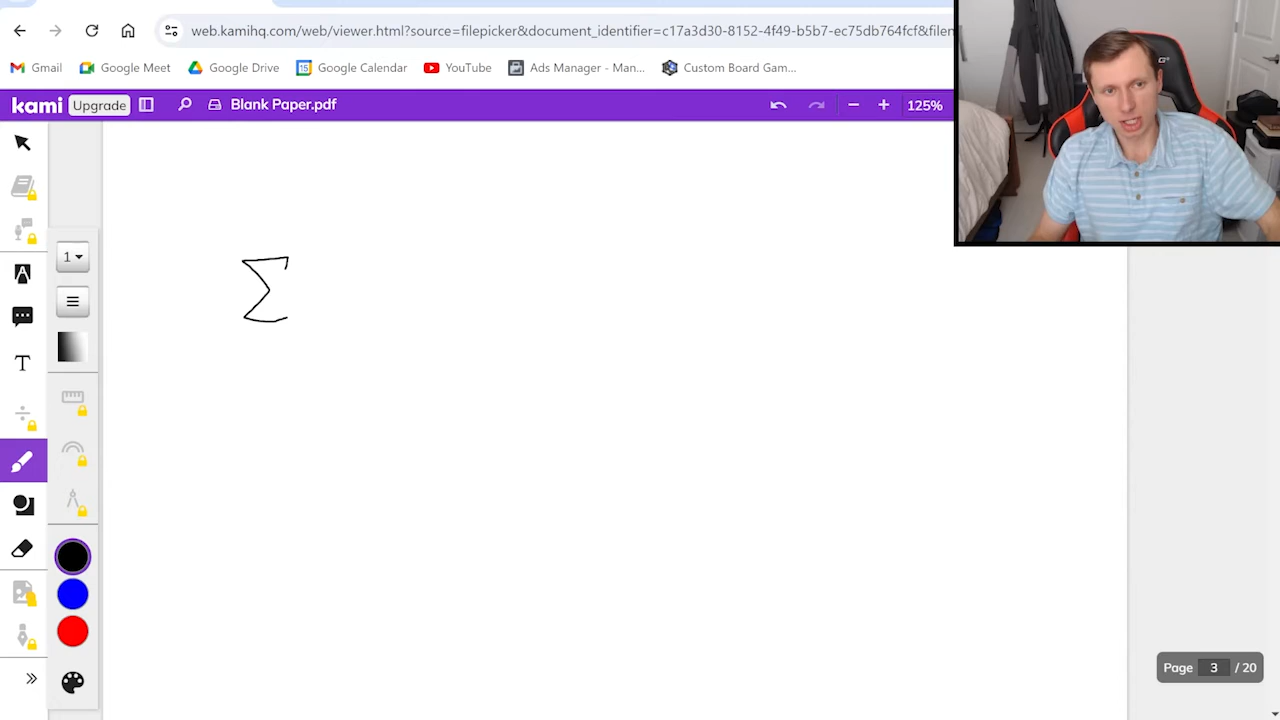 web.kamihq.com/web/viewer.html?source=filepicker&document_identifier=c17a3d30-8152-4f49-b5b7-ec75db764fcf&filen
Gmail Google Meet Google Drive 15 Google Calendar YouTube Ads Manager - Man... Custom Board Gam...
kami Upgrade Blank Paper.pdf 125%
1
Σ
T
Page 3 / 20